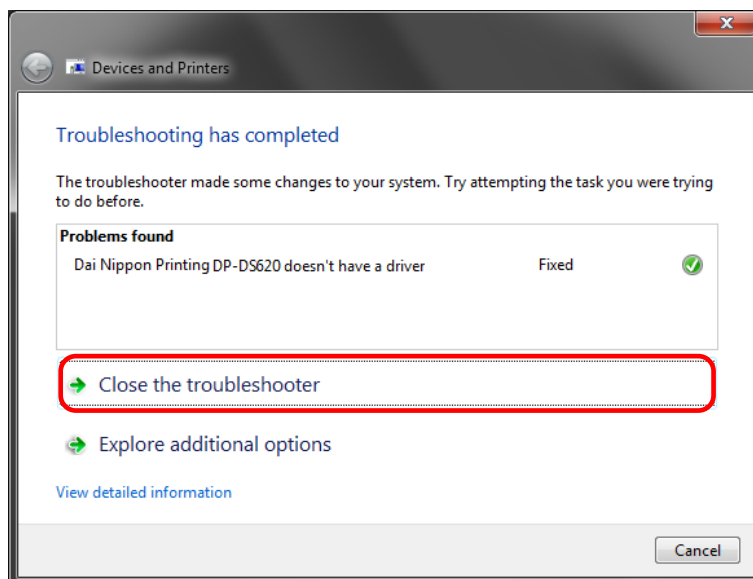 Devices and Printers
Troubleshooting has completed
The troubleshooter made some changes to your system. Try attempting the task you were trying
to do before.
Problems found
Dai Nippon Printing DP-DS620 doesn't have a driver Fixed
Close the troubleshooter
Explore additional options
View detailed information
Cancel